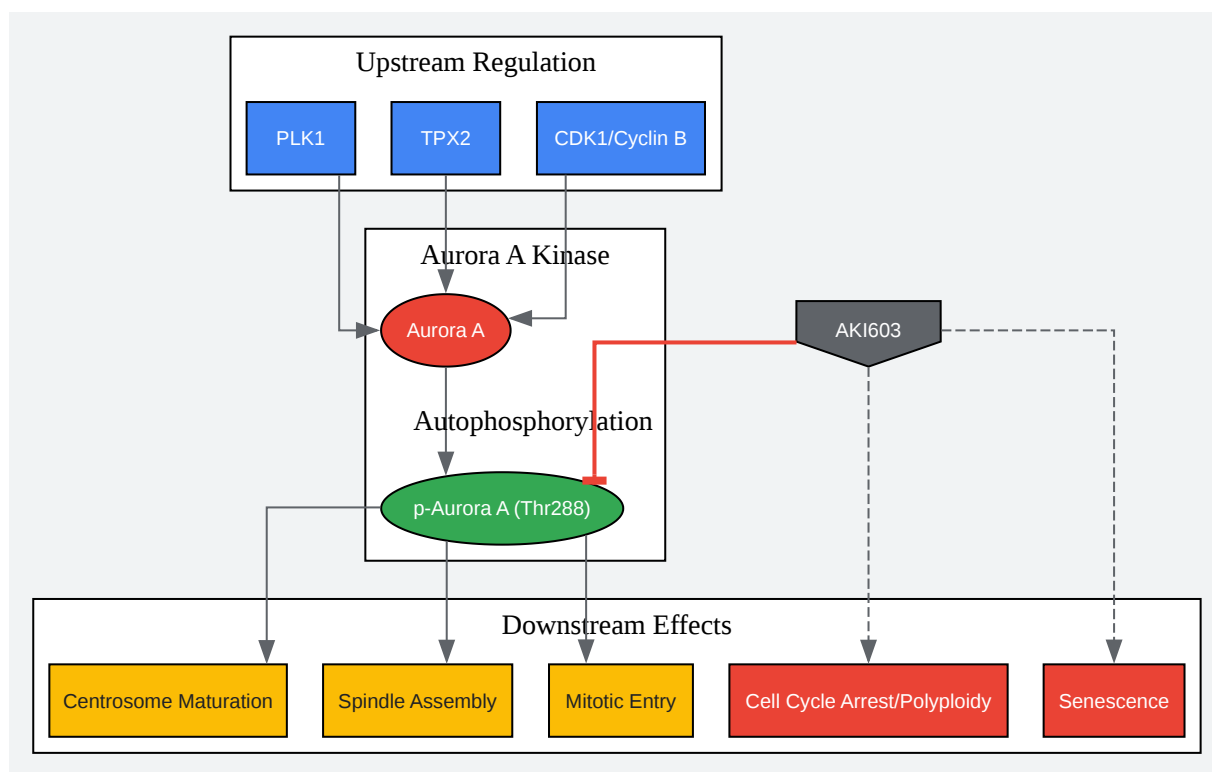 Upstream Regulation
PLK1
TPX2
CDK1/Cyclin B
Aurora A Kinase
Aurora A
AKI603
Autophosphorylation
p-Aurora A (Thr288)
Downstream Effects
Centrosome Maturation
Spindle Assembly
Mitotic Entry
Cell Cycle Arrest/Polyploidy
Senescence